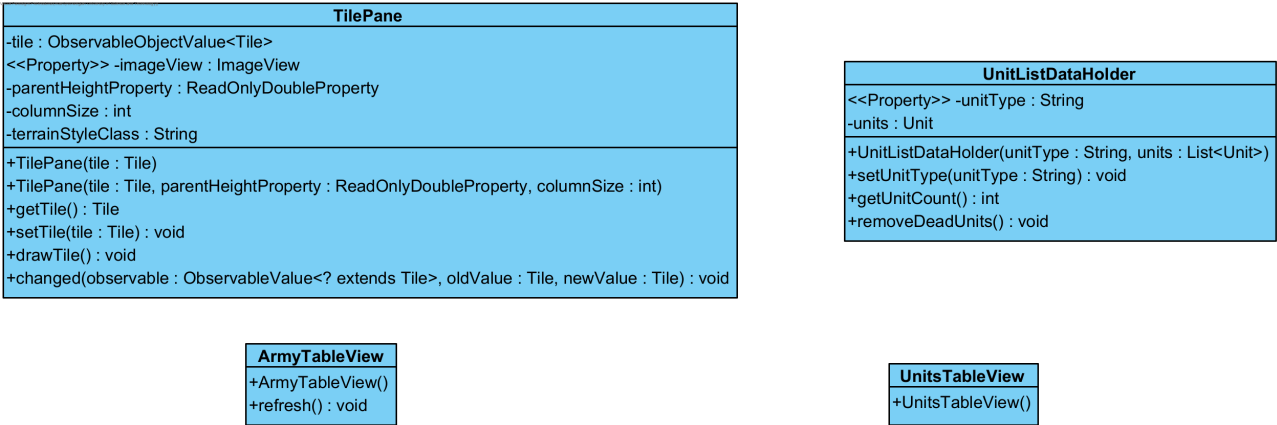 TilePane
-tile : ObservableObjectValue<Tile>
<<Property>> -imageView : ImageView
-parentHeightProperty : ReadOnlyDoubleProperty
-columnSize : int
-terrainStyleClass : String
+TilePane(tile : Tile)
+TilePane(tile : Tile, parentHeightProperty : ReadOnlyDoubleProperty, columnSize : int)
+getTile() : Tile
+setTile(tile : Tile) : void
+drawTile() : void
+changed(observable : ObservableValue<? extends Tile>, oldValue : Tile, newValue : Tile) : void
UnitListDataHolder
<<Property>> -unitType : String
-units : Unit
+UnitListDataHolder(unitType : String, units : List<Unit>)
+setUnitType(unitType : String) : void
+getUnitCount() : int
+removeDeadUnits() : void
ArmyTableView
+ArmyTableView()
+refresh() : void
UnitsTableView
+UnitsTableView()